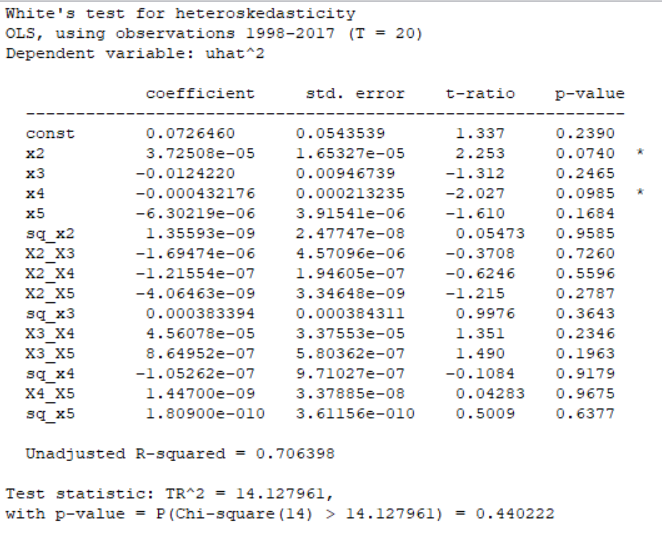 White's test for heteroskedasticity
OLS, using observations 1998-2017 (T = 20)
Dependent variable: uhat^2
coefficient std. error t-ratio p-value
---------------------------------------------------------------
const 0.0726460 0.0543539 1.337 0.2390
x2 3.72508e-05 1.65327e-05 2.253 0.0740 *
x3 -0.0124220 0.00946739 -1.312 0.2465
x4 -0.000432176 0.000213235 -2.027 0.0985 *
x5 -6.30219e-06 3.91541e-06 -1.610 0.1684
sq_x2 1.35593e-09 2.47747e-08 0.05473 0.9585
X2_X3 -1.69474e-06 4.57096e-06 -0.3708 0.7260
X2_X4 -1.21554e-07 1.94605e-07 -0.6246 0.5596
X2_X5 -4.06463e-09 3.34648e-09 -1.215 0.2787
sq_x3 0.000383394 0.000384311 0.9976 0.3643
X3_X4 4.56078e-05 3.37553e-05 1.351 0.2346
X3_X5 8.64952e-07 5.80362e-07 1.490 0.1963
sq_x4 -1.05262e-07 9.71027e-07 -0.1084 0.9179
X4_X5 1.44700e-09 3.37885e-08 0.04283 0.9675
sq_x5 1.80900e-010 3.61156e-010 0.5009 0.6377
Unadjusted R-squared = 0.706398
Test statistic: TR^2 = 14.127961,
with p-value = P(Chi-square(14) > 14.127961) = 0.440222